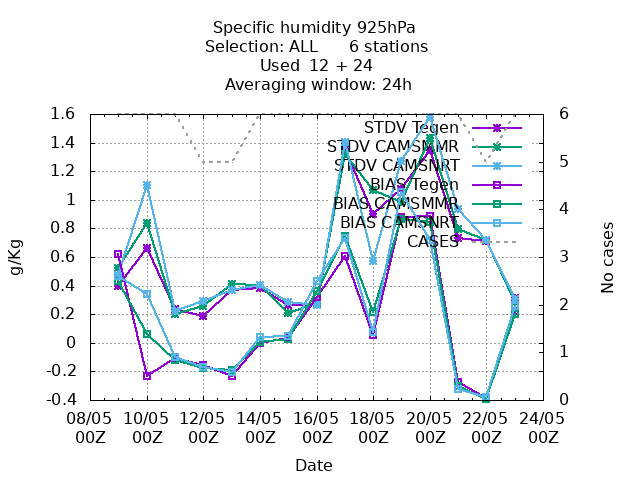 Specific humidity 925hPa
Selection: ALL 6 stations
Used 12 + 24
Averaging window: 24h
1.6
1.4
1.2
1
0.8
0.6
0.4
0.2
0
-0.2
-0.4
g/Kg
STDV Tegen
STDV CAMSMMR
STDV CAMSNRT
BIAS Tegen
BIAS CAMSMMR
BIAS CAMSNRT
CASES
6
5
4
3
2
1
0
No cases
08/05 10/05 12/05 14/05 16/05 18/05 20/05 22/05 24/05
00Z 00Z 00Z 00Z 00Z 00Z 00Z 00Z 00Z
Date